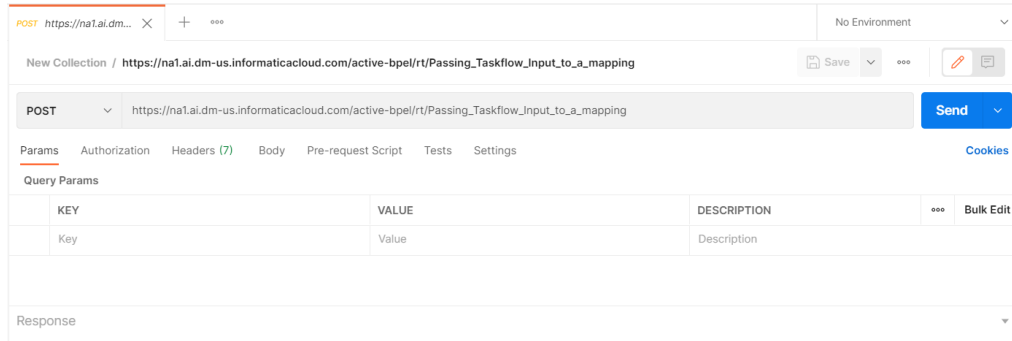 POST https://na1.ai.dm... No Environment
New Collection / https://na1.ai.dm-us.informaticacloud.com/active-bpel/rt/Passing_Taskflow_Input_to_a_mapping Save
POST https://na1.ai.dm-us.informaticacloud.com/active-bpel/rt/Passing_Taskflow_Input_to_a_mapping Send
Params Authorization Headers (7) Body Pre-request Script Tests Settings Cookies
Query Params
KEY VALUE DESCRIPTION Bulk Edit
Key Value Description
Response